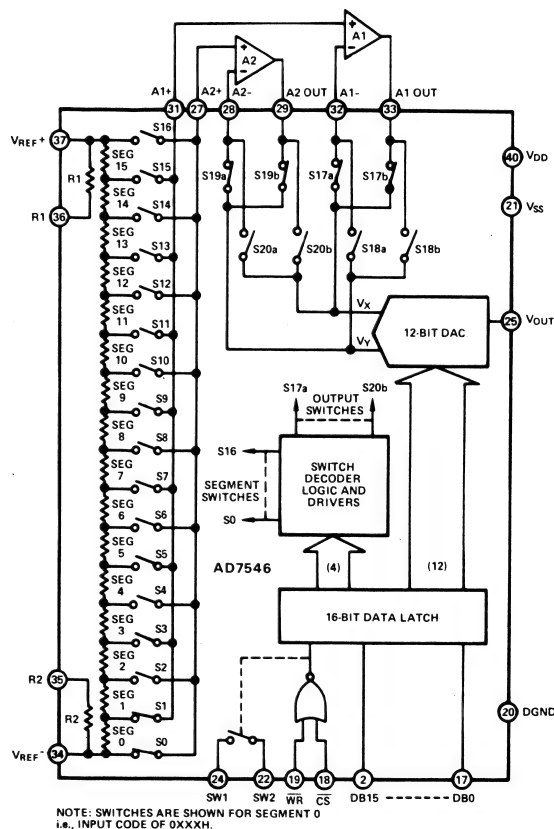 A1
A2
A1+
A2+
A2-
A2 OUT
A1-
A1 OUT
31
27
28
29
32
33
VREF+
37
R1
R1
36
SEG 15
SEG 14
SEG 13
SEG 12
SEG 11
SEG 10
SEG 9
SEG 8
SEG 7
SEG 6
SEG 5
SEG 4
SEG 3
SEG 2
SEG 1
SEG 0
S16
S15
S14
S13
S12
S11
S10
S9
S8
S7
S6
S5
S4
S3
S2
S1
S0
S19a
S19b
S17a
S17b
S20a
S20b
S18a
S18b
40
VDD
21
VSS
VX
VY
12-BIT DAC
25
VOUT
S17a
S20b
OUTPUT SWITCHES
S16
SEGMENT SWITCHES
S0
SWITCH DECODER LOGIC AND DRIVERS
AD7546
(4)
(12)
16-BIT DATA LATCH
35
R2
R2
VREF-
34
20
DGND
24
22
19
18
2
17
SW1
SW2
WR
CS
DB15
DB0
NOTE: SWITCHES ARE SHOWN FOR SEGMENT 0
i.e., INPUT CODE OF 0XXXH.